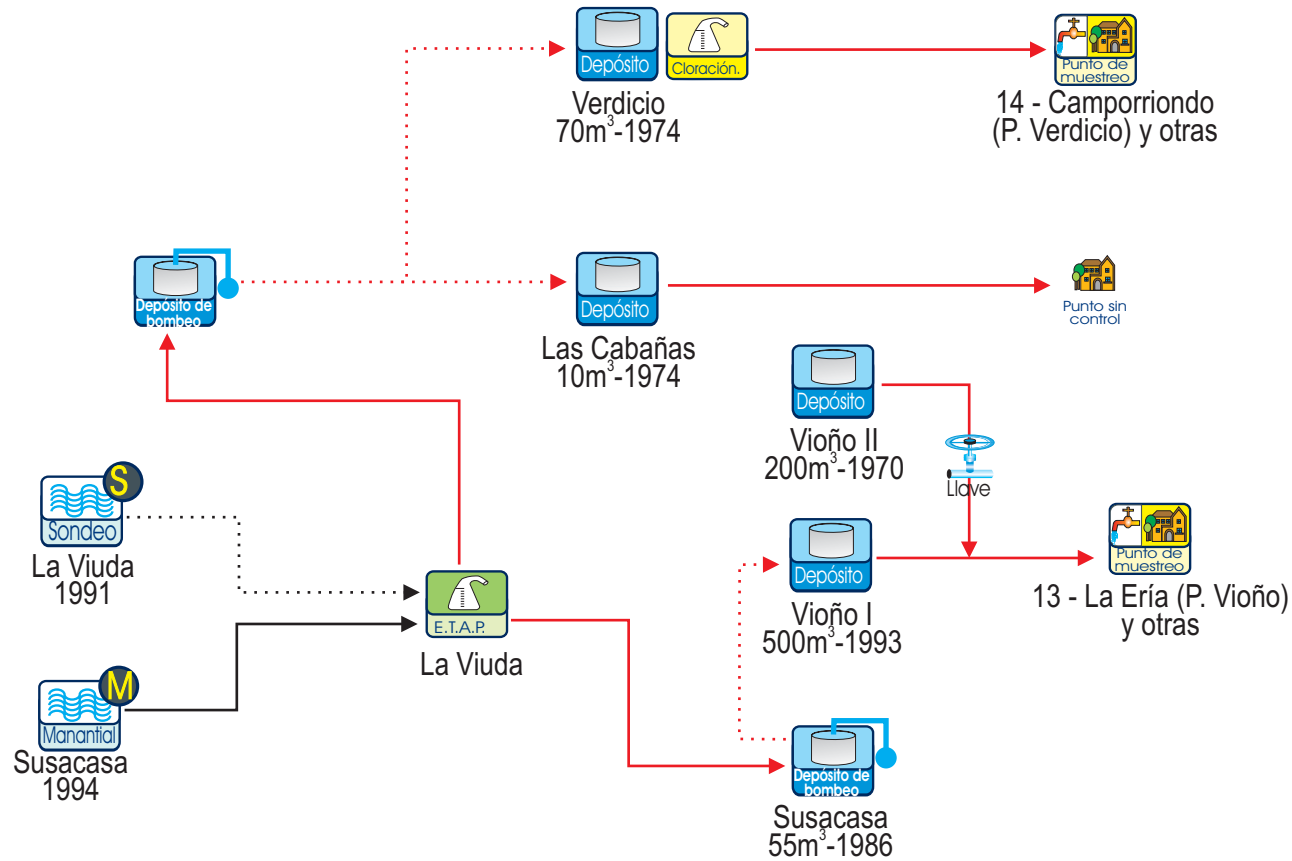 Depósito
Cloración.
Verdicio
70m³-1974
Punto de
muestreo
14 - Camporriondo
(P. Verdicio) y otras
Depósito de
bombeo
Depósito
Las Cabañas
10m³-1974
Punto sin
control
Depósito
Vioño II
200m³-1970
Llave
S
Sondeo
La Viuda
1991
E.T.A.P.
La Viuda
Depósito
Vioño I
500m³-1993
Punto de
muestreo
13 - La Ería (P. Vioño)
y otras
M
Manantial
Susacasa
1994
Depósito de
bombeo
Susacasa
55m³-1986